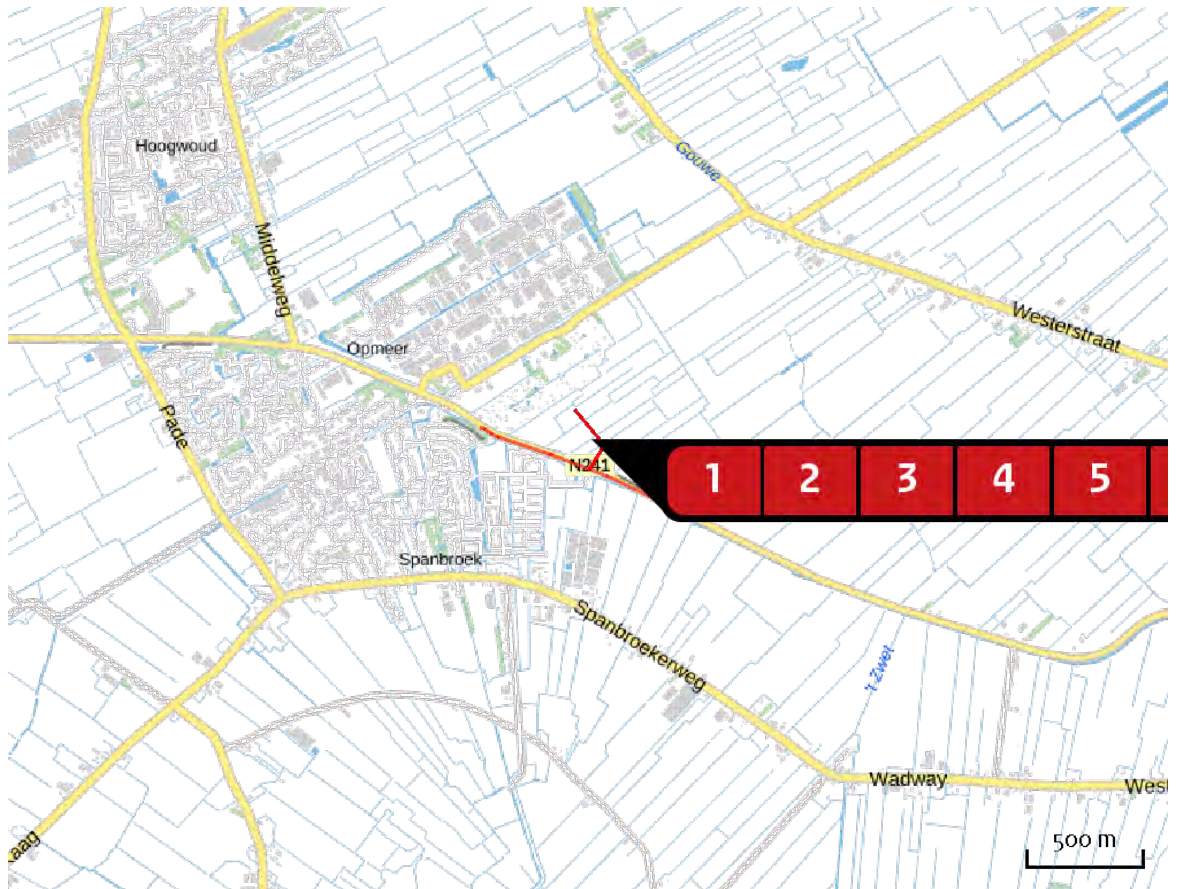 Hoogwoud
Gouwe
Middelweg
Westerstraat
Opmeer
Pade
N241
1 2 3 4 5
Spanbroek
Spanbroekerweg
't Zwet
Wadway
West
aag
500 m